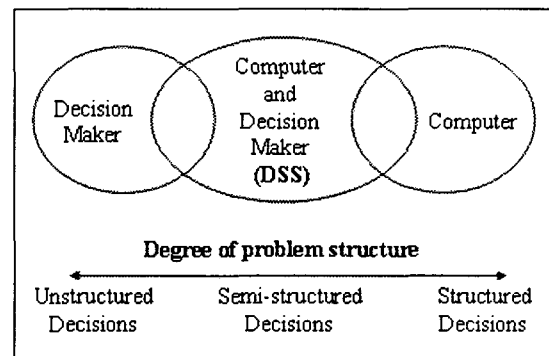 Decision
Maker
Computer
and
Decision
Maker
(DSS)
Computer
Degree of problem structure
Unstructured
Decisions
Semi-structured
Decisions
Structured
Decisions